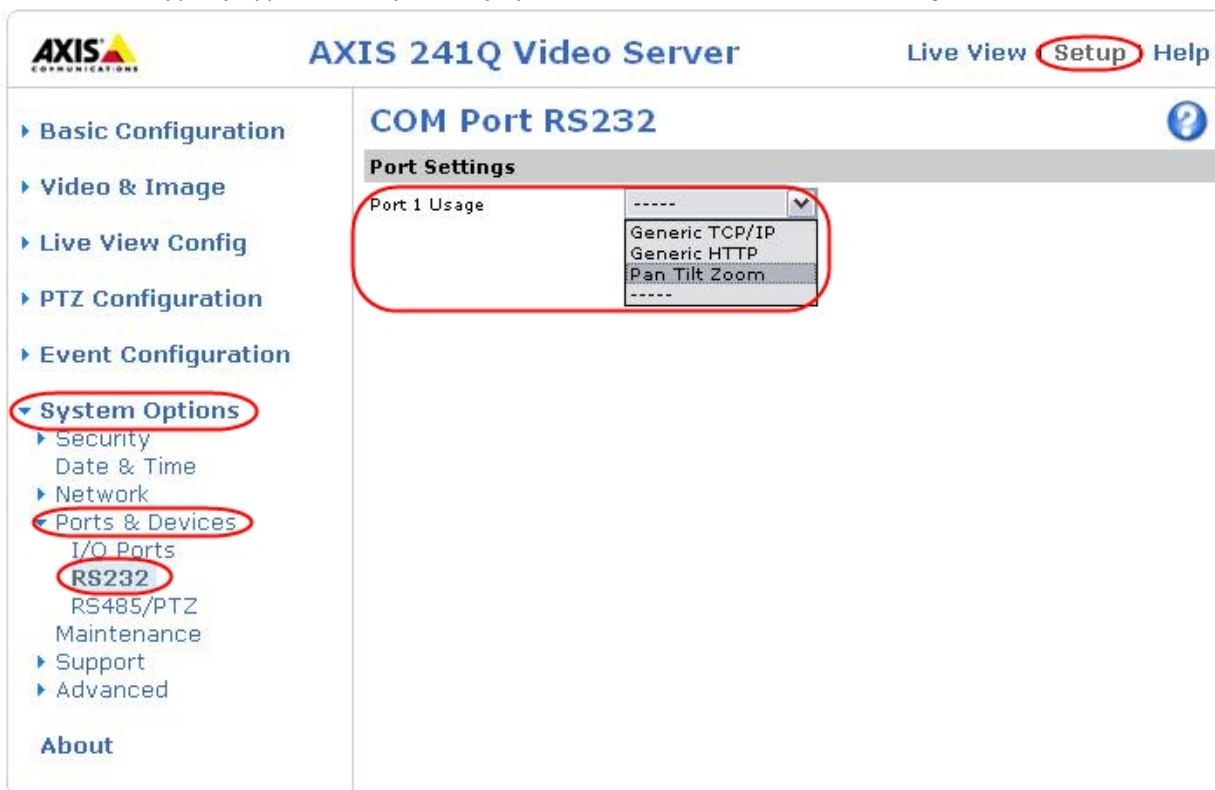 AXIS
COMMUNICATIONS
AXIS 241Q Video Server
Live View | Setup | Help
Basic Configuration
Video & Image
Live View Config
PTZ Configuration
Event Configuration
System Options
Security
Date & Time
Network
Ports & Devices
I/O Ports
RS232
RS485/PTZ
Maintenance
Support
Advanced
About
COM Port RS232
?
Port Settings
Port 1 Usage
-----
Generic TCP/IP
Generic HTTP
Pan Tilt Zoom
-----